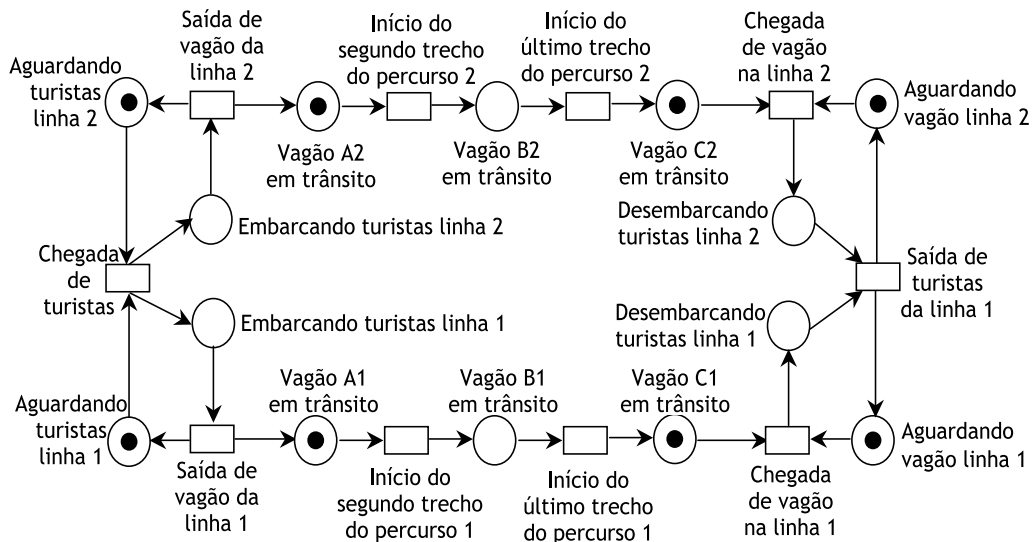 Saída de
vagão da
linha 2
Início do
segundo trecho
do percurso 2
Início do
último trecho
do percurso 2
Chegada
de vagão
na linha 2
Aguardando
turistas
linha 2
Aguardando
vagão linha 2
Vagão A2
em trânsito
Vagão B2
em trânsito
Vagão C2
em trânsito
Embarcando turistas linha 2
Desembarcando
turistas linha 2
Chegada
de
turistas
Saída de
turistas
da linha 1
Embarcando turistas linha 1
Desembarcando
turistas linha 1
Vagão A1
em trânsito
Vagão B1
em trânsito
Vagão C1
em trânsito
Aguardando
turistas
linha 1
Aguardando
vagão linha 1
Saída de
vagão da
linha 1
Início do
segundo trecho
do percurso 1
Início do
último trecho
do percurso 1
Chegada
de vagão
na linha 1